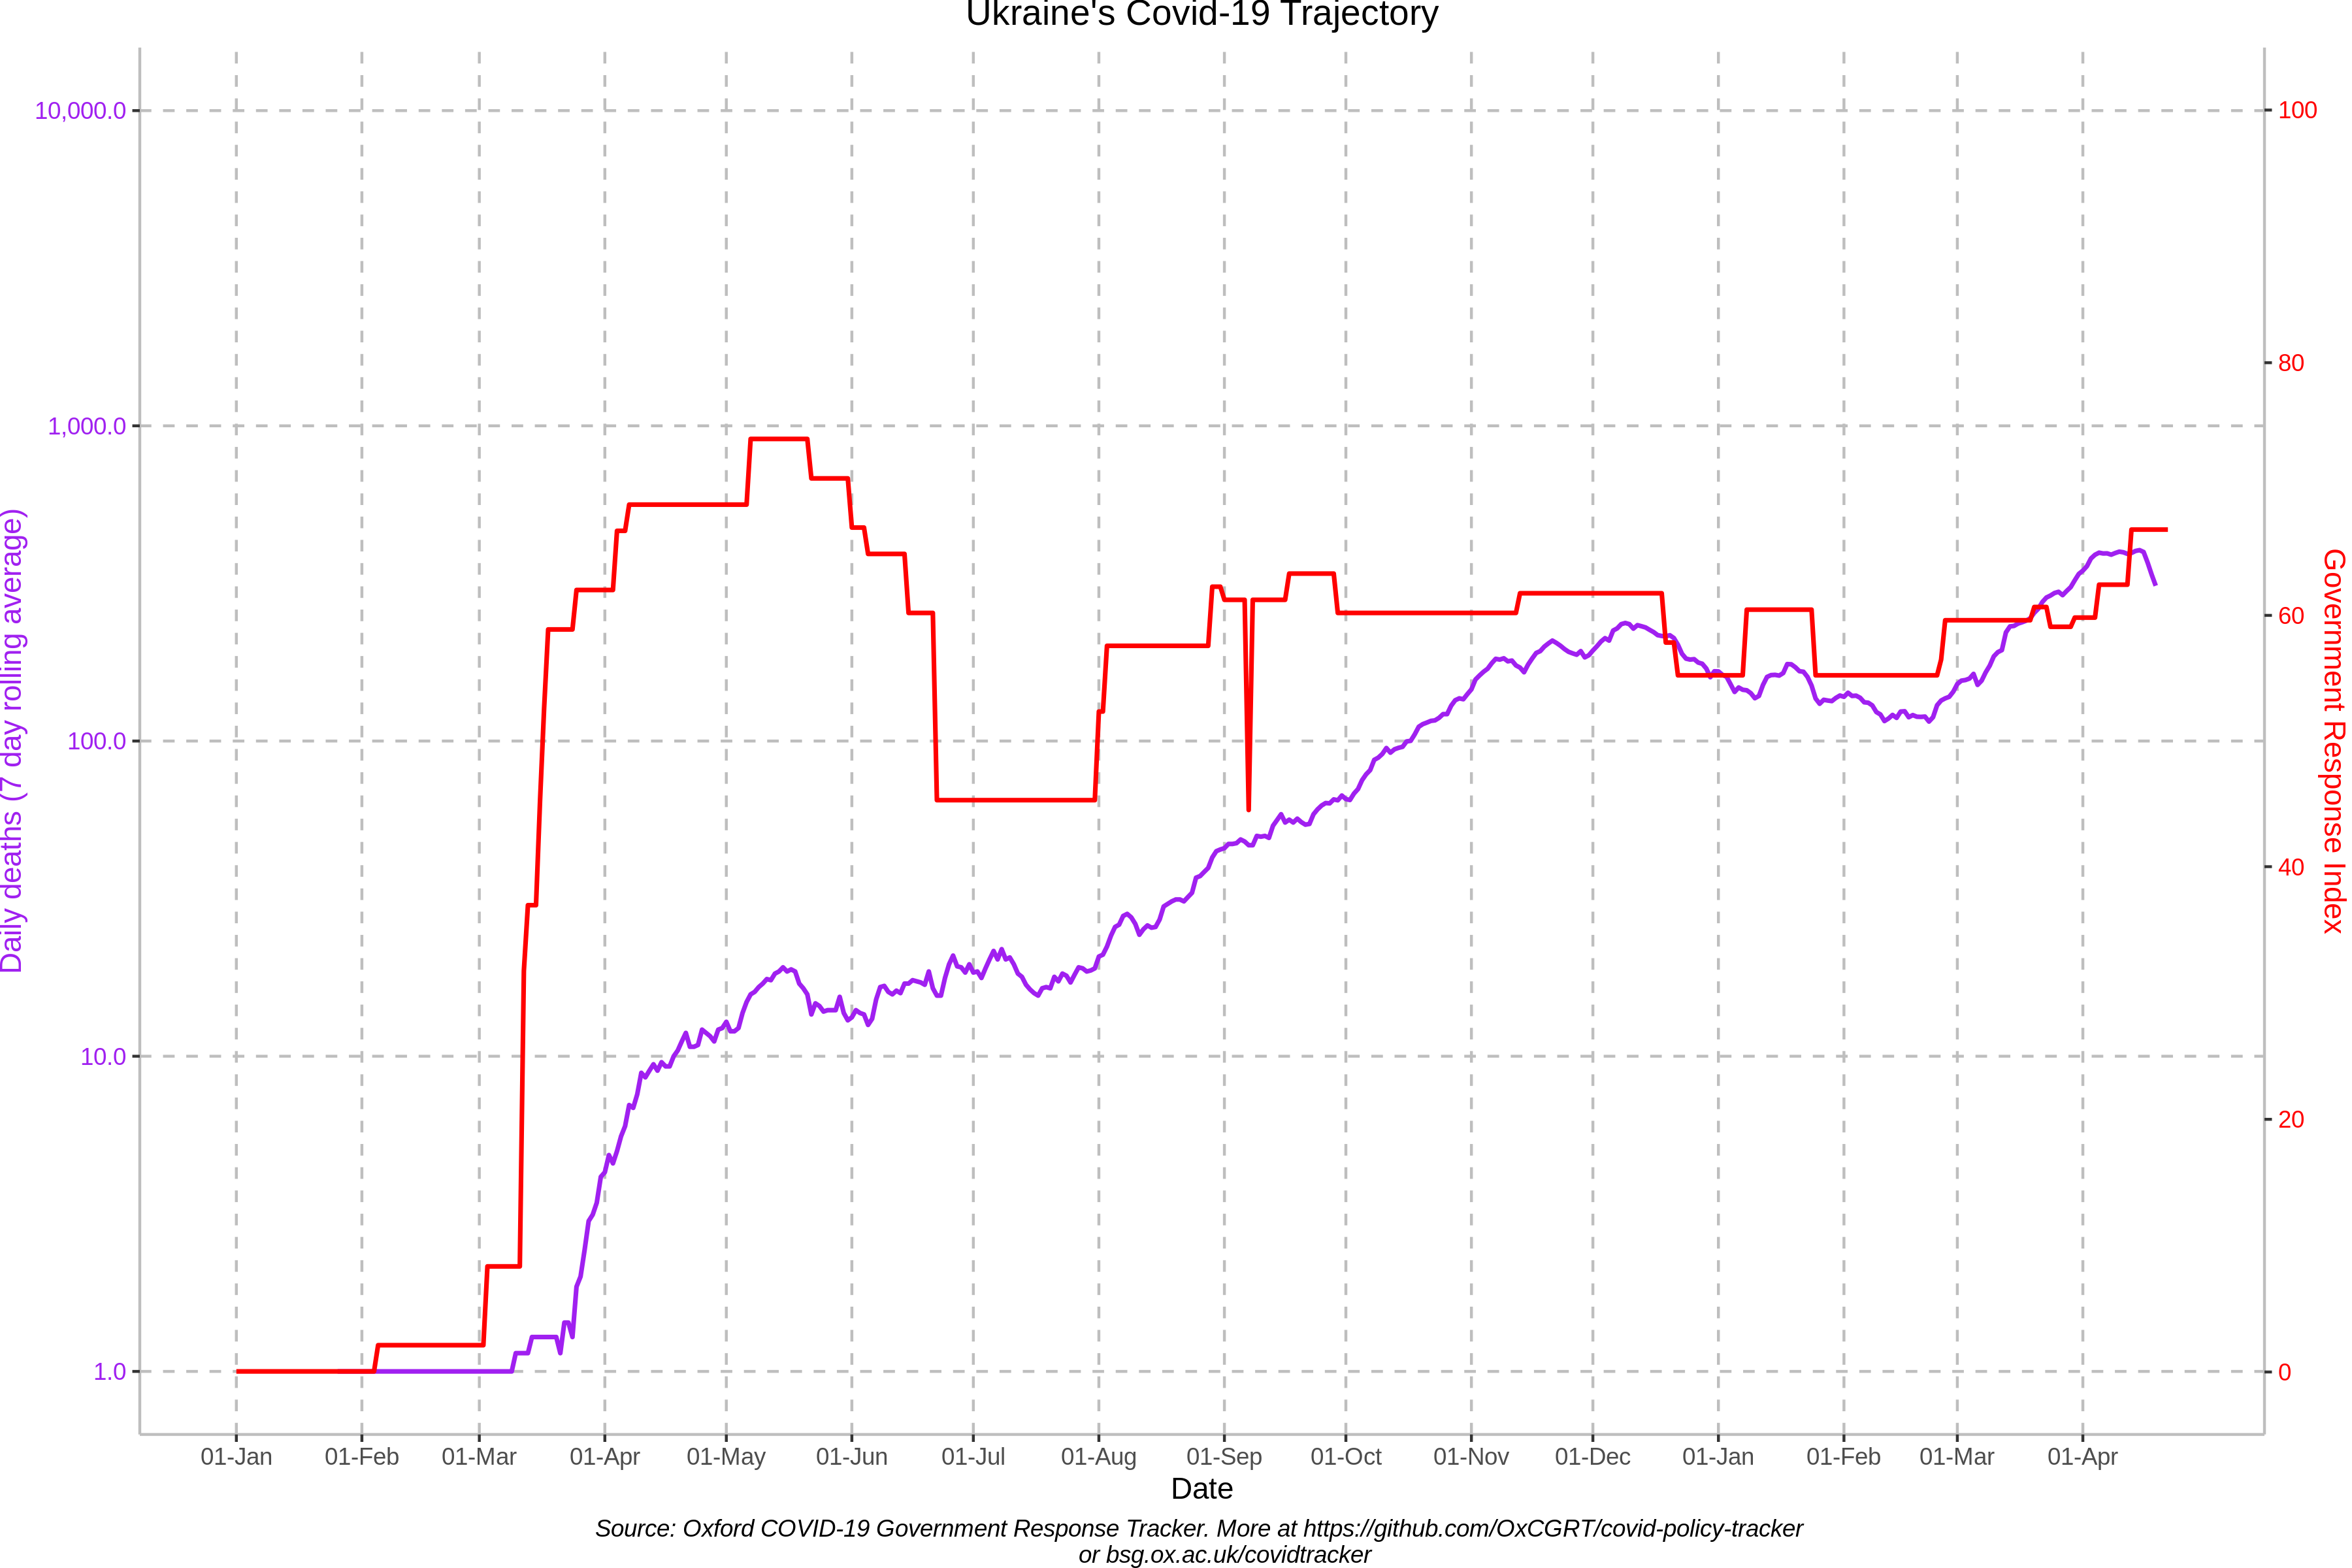 Ukraine's Covid-19 Trajectory
10,000.0
1,000.0
100.0
10.0
1.0
Daily deaths (7 day rolling average)
100
80
60
40
20
0
Government Response Index
01-Jan
01-Feb
01-Mar
01-Apr
01-May
01-Jun
01-Jul
01-Aug
01-Sep
01-Oct
01-Nov
01-Dec
01-Jan
01-Feb
01-Mar
01-Apr
Date
Source: Oxford COVID-19 Government Response Tracker. More at https://github.com/OxCGRT/covid-policy-tracker
or bsg.ox.ac.uk/covidtracker